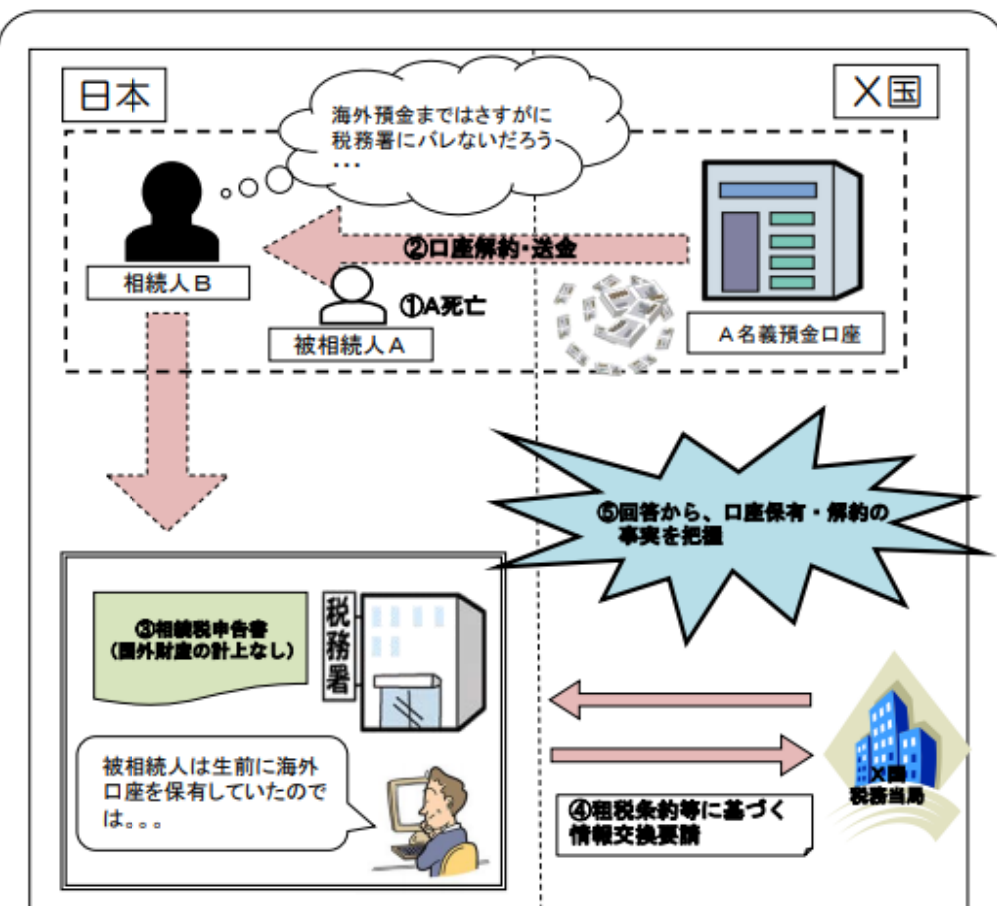 日本
X国
海外預金まではさすがに
税務署にバレないだろう
・・・
②口座解約・送金
相続人B
①A死亡
被相続人A
A名義預金口座
⑤回答から、口座保有・解約の
事実を把握
③相続税申告書
(国外財産の計上なし)
税務署
被相続人は生前に海外
口座を保有していたので
は。。。
X国
税務当局
④租税条約等に基づく
情報交換要請